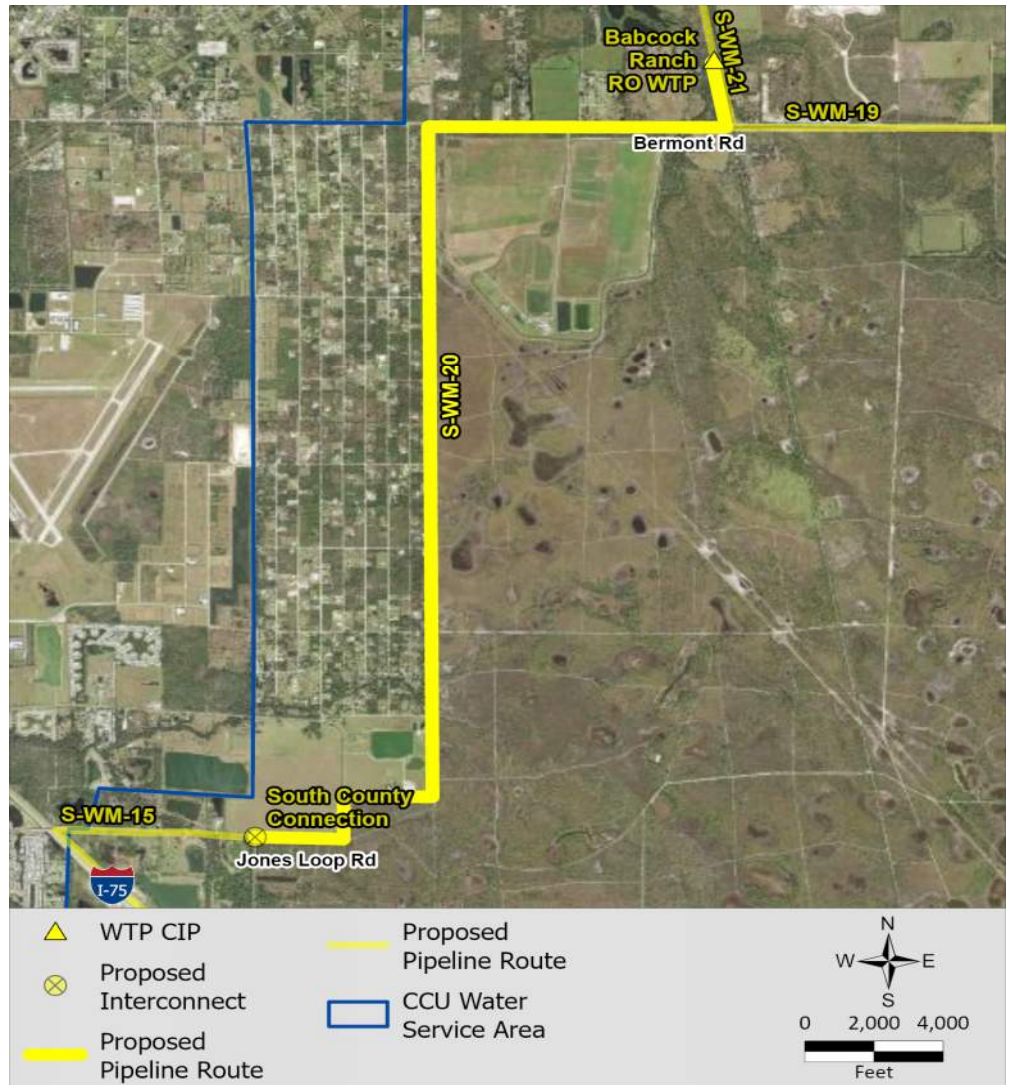 Babcock
Ranch
RO WTP
S-WM-21
S-WM-19
Bermont Rd
S-WM-20
South County
Connection
S-WM-15
Jones Loop Rd
I-75
WTP CIP
Proposed
Interconnect
Proposed
Pipeline Route
Proposed
Pipeline Route
CCU Water
Service Area
N
W E
S
0 2,000 4,000
Feet